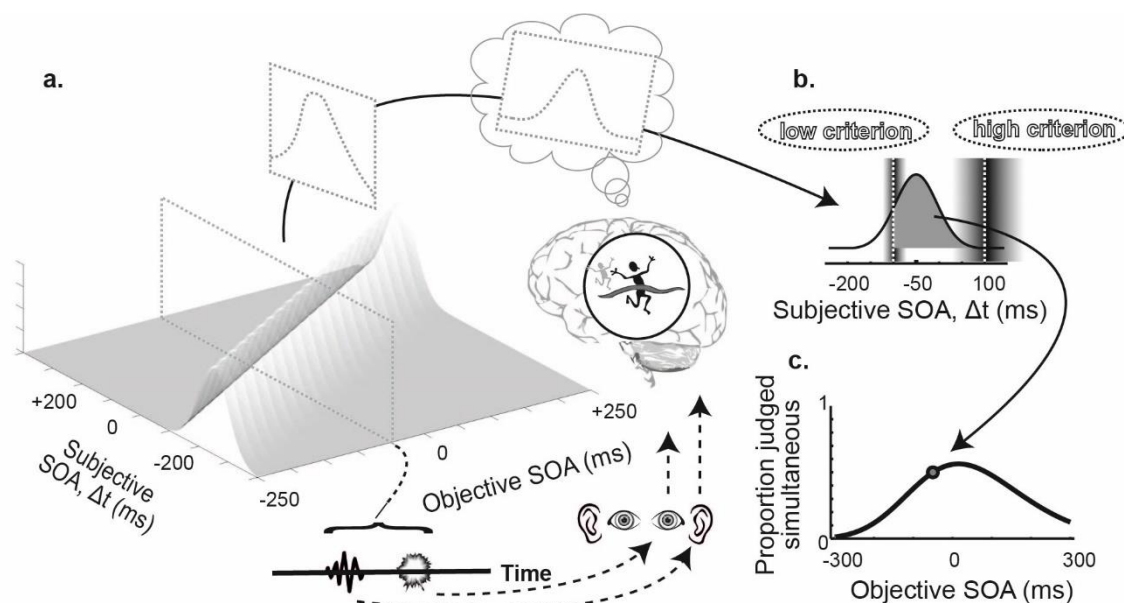 a.
+200
0
-200
Subjective
SOA, Δt (ms)
-250
0
+250
Objective SOA (ms)
Time
b.
low criterion
high criterion
-200
-50
100
Subjective SOA, Δt (ms)
c.
Proportion judged
simultaneous
1
0
-300
0
300
Objective SOA (ms)